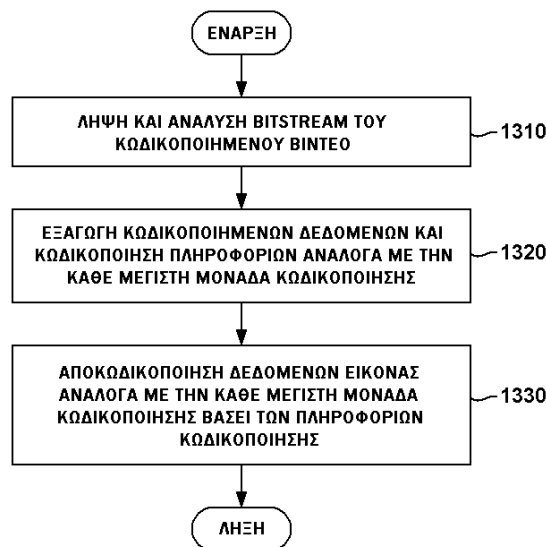 ΕΝΑΡΞΗ
ΛΗΨΗ ΚΑΙ ΑΝΑΛΥΣΗ BITSTREAM ΤΟΥ
ΚΩΔΙΚΟΠΟΙΗΜΕΝΟΥ ΒΙΝΤΕΟ
1310
ΕΞΑΓΩΓΗ ΚΩΔΙΚΟΠΟΙΗΜΕΝΩΝ ΔΕΔΟΜΕΝΩΝ ΚΑΙ
ΚΩΔΙΚΟΠΟΙΗΣΗ ΠΛΗΡΟΦΟΡΙΩΝ ΑΝΑΛΟΓΑ ΜΕ ΤΗΝ
ΚΑΘΕ ΜΕΓΙΣΤΗ ΜΟΝΑΔΑ ΚΩΔΙΚΟΠΟΙΗΣΗΣ
1320
ΑΠΟΚΩΔΙΚΟΠΟΙΗΣΗ ΔΕΔΟΜΕΝΩΝ ΕΙΚΟΝΑΣ
ΑΝΑΛΟΓΑ ΜΕ ΤΗΝ ΚΑΘΕ ΜΕΓΙΣΤΗ ΜΟΝΑΔΑ
ΚΩΔΙΚΟΠΟΙΗΣΗΣ ΒΑΣΕΙ ΤΩΝ ΠΛΗΡΟΦΟΡΙΩΝ
ΚΩΔΙΚΟΠΟΙΗΣΗΣ
1330
ΛΗΞΗ